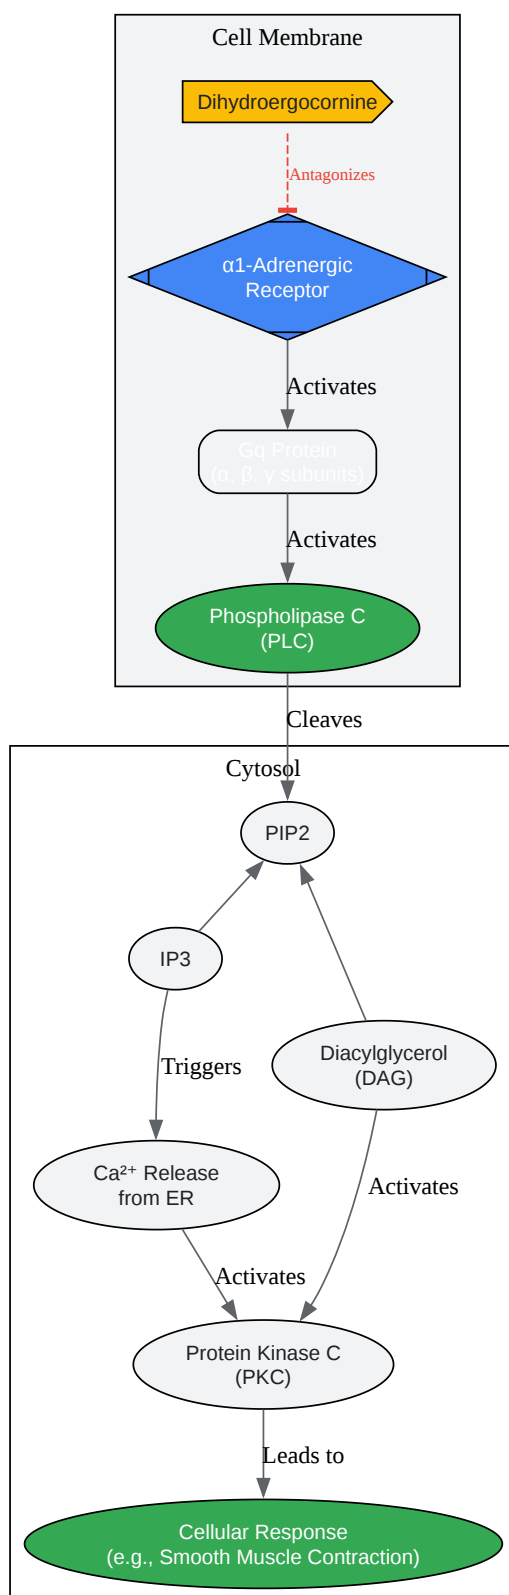 Cell Membrane
Dihydroergocornine
Antagonizes
α1-Adrenergic
Receptor
Activates
Gq Protein
(α, β, γ subunits)
Activates
Phospholipase C
(PLC)
Cleaves
Cytosol
PIP2
IP3
Diacylglycerol
(DAG)
Triggers
Ca²⁺ Release
from ER
Activates
Activates
Protein Kinase C
(PKC)
Leads to
Cellular Response
(e.g., Smooth Muscle Contraction)